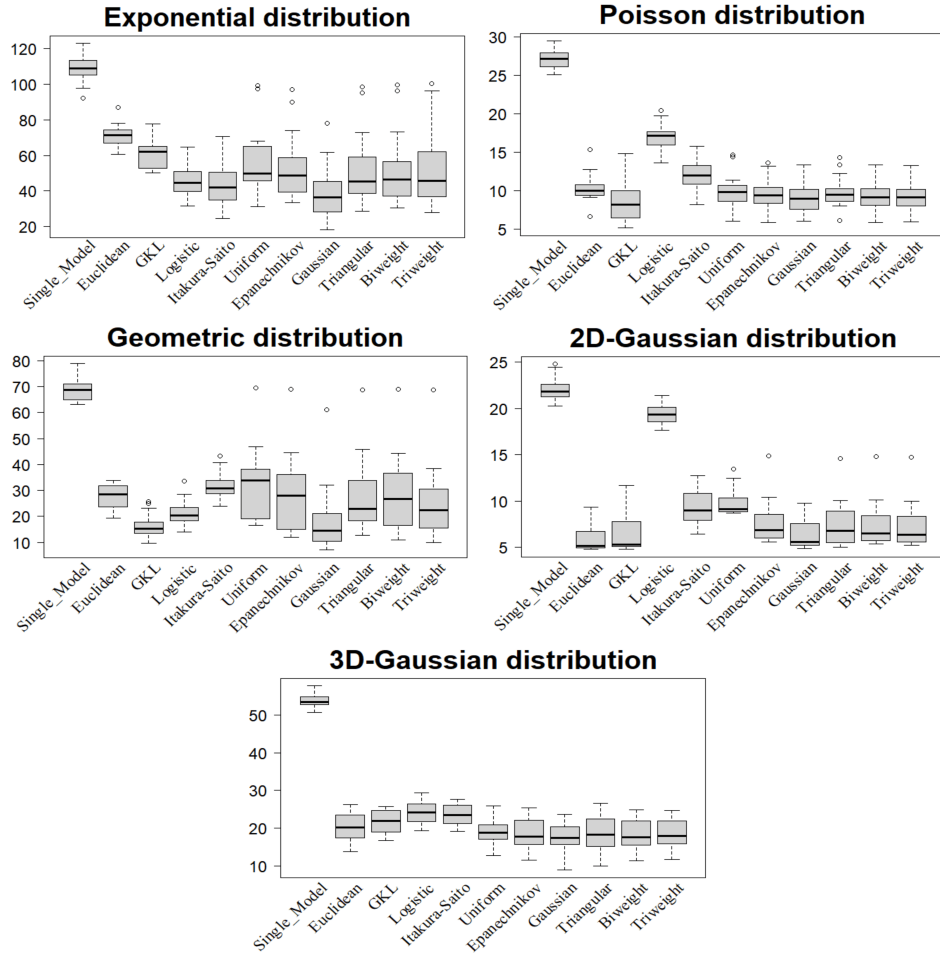 Exponential distribution
120
100
80
60
40
20
Single_Model
Euclidean
GKL
Logistic
Itakura-Saito
Uniform
Epanechnikov
Gaussian
Triangular
Biweight
Triweight
Poisson distribution
30
25
20
15
10
5
Single_Model
Euclidean
GKL
Logistic
Itakura-Saito
Uniform
Epanechnikov
Gaussian
Triangular
Biweight
Triweight
Geometric distribution
80
70
60
50
40
30
20
10
Single_Model
Euclidean
GKL
Logistic
Itakura-Saito
Uniform
Epanechnikov
Gaussian
Triangular
Biweight
Triweight
2D-Gaussian distribution
25
20
15
10
5
Single_Model
Euclidean
GKL
Logistic
Itakura-Saito
Uniform
Epanechnikov
Gaussian
Triangular
Biweight
Triweight
3D-Gaussian distribution
50
40
30
20
10
Single_Model
Euclidean
GKL
Logistic
Itakura-Saito
Uniform
Epanechnikov
Gaussian
Triangular
Biweight
Triweight